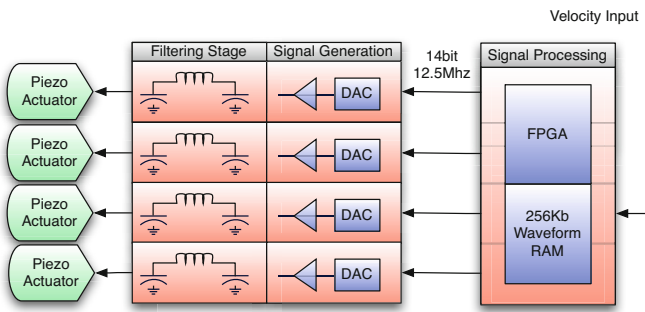 Velocity Input
Filtering Stage
Signal Generation
14bit
12.5Mhz
Signal Processing
Piezo
Actuator
DAC
Piezo
Actuator
DAC
Piezo
Actuator
DAC
Piezo
Actuator
DAC
FPGA
256Kb
Waveform
RAM